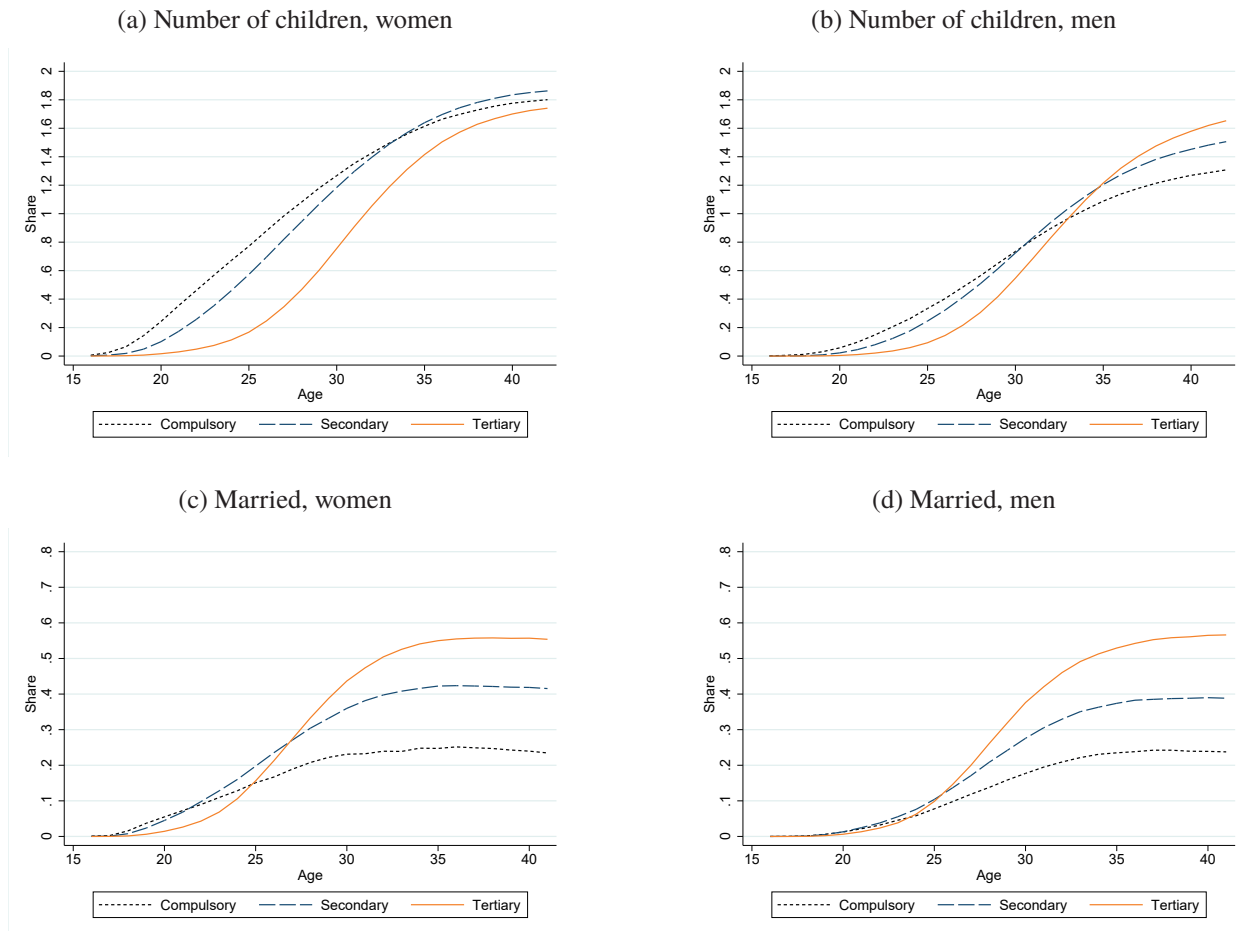 (a) Number of children, women
(b) Number of children, men
Share
2
1.8
1.6
1.4
1.2
1
.8
.6
.4
.2
0
15 20 25 30 35 40
Age
Compulsory Secondary Tertiary
Share
2
1.8
1.6
1.4
1.2
1
.8
.6
.4
.2
0
15 20 25 30 35 40
Age
Compulsory Secondary Tertiary
(c) Married, women
(d) Married, men
Share
.8
.7
.6
.5
.4
.3
.2
.1
0
15 20 25 30 35 40
Age
Compulsory Secondary Tertiary
Share
.8
.7
.6
.5
.4
.3
.2
.1
0
15 20 25 30 35 40
Age
Compulsory Secondary Tertiary